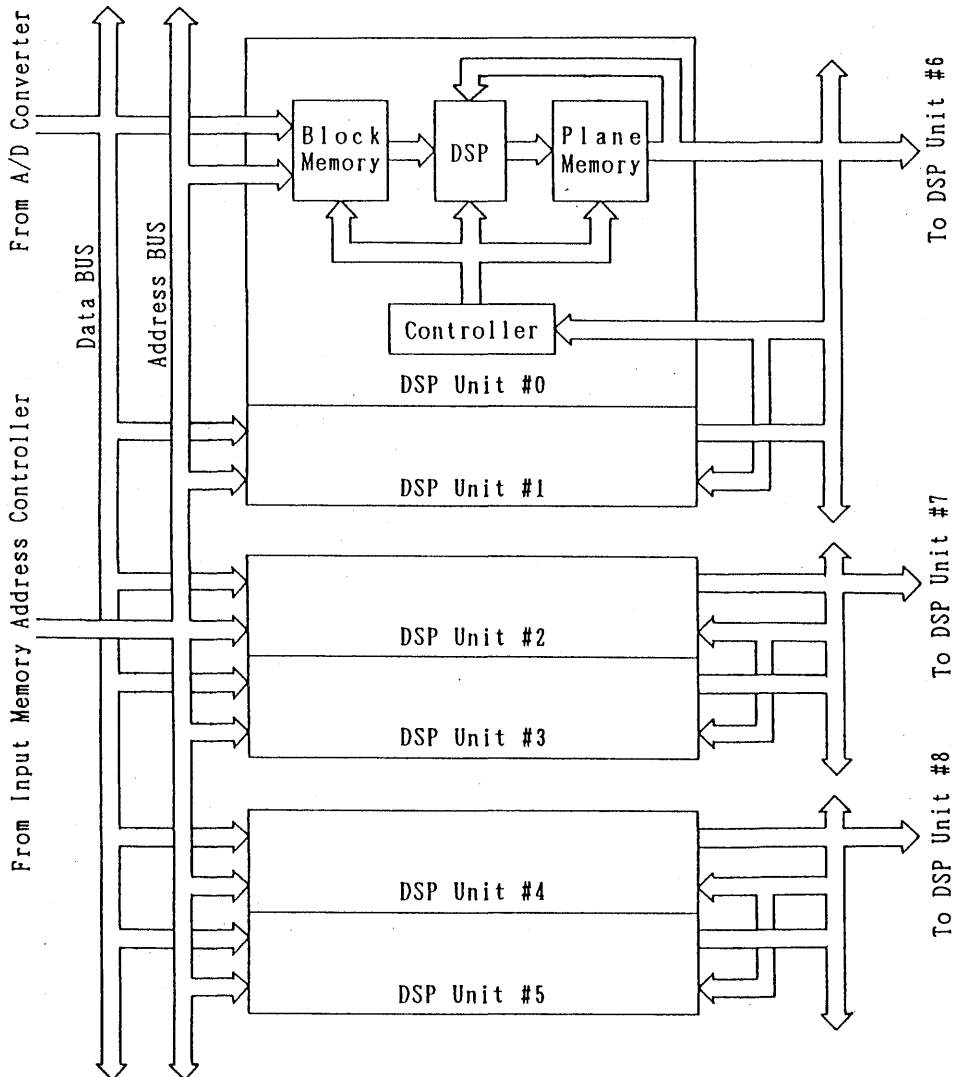 From A/D Converter
Data BUS
Address BUS
From Input Memory Address Controller
Block
Memory
DSP
Plane
Memory
Controller
DSP Unit #0
DSP Unit #1
DSP Unit #2
DSP Unit #3
DSP Unit #4
DSP Unit #5
To DSP Unit #6
To DSP Unit #7
To DSP Unit #8